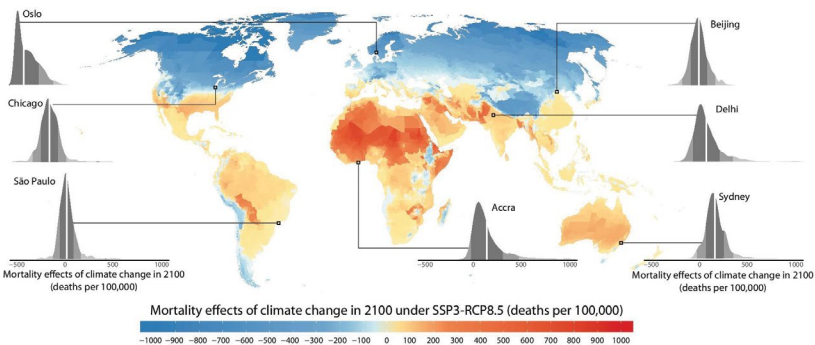 Oslo
Beijing
Chicago
Delhi
São Paulo
Accra
Sydney
−500 0 500 1000
Mortality effects of climate change in 2100
(deaths per 100,000)
−500 0 500 1000
−500 0 500 1000
Mortality effects of climate change in 2100
(deaths per 100,000)
Mortality effects of climate change in 2100 under SSP3-RCP8.5 (deaths per 100,000)
−1000 −900 −800 −700 −600 −500 −400 −300 −200 −100 0 100 200 300 400 500 600 700 800 900 1000